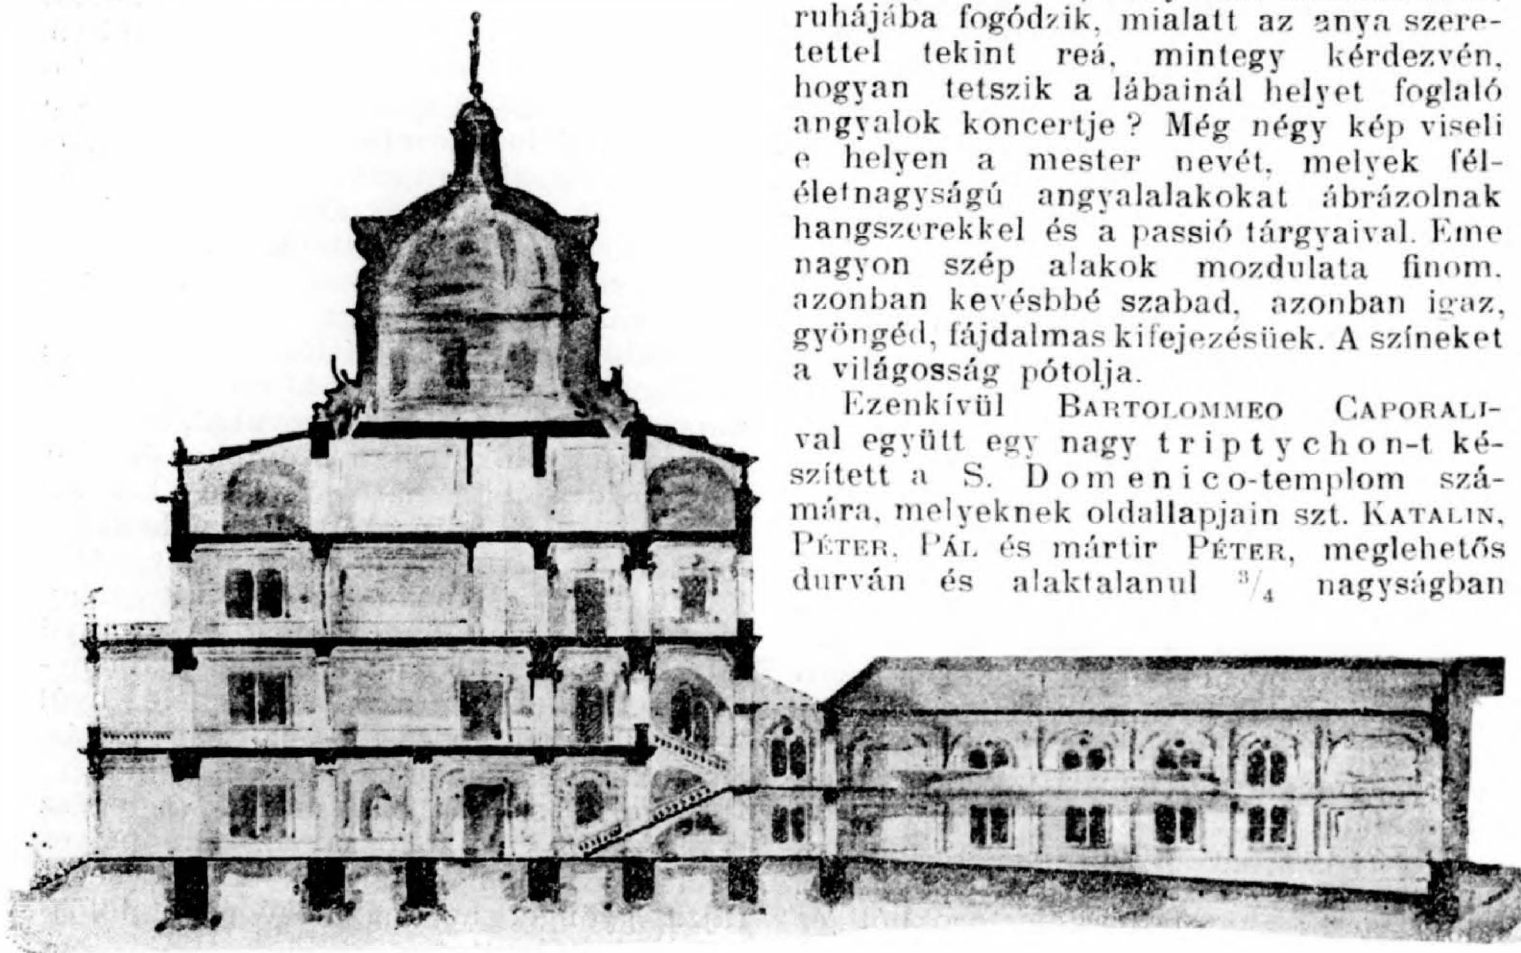 ruhájába fogódzik, mialatt az anya szere-
tettel tekint reá, mintegy kérdezvén,
hogyan tetszik a lábainál helyet foglaló
angyalok koncertje? Még négy kép viseli
e helyen a mester nevét, melyek fél-
életnagyságú angyalalakokat ábrázolnak
hangszerekkel és a passió tárgyaival. Eme
nagyon szép alakok mozdulata finom,
azonban kevésbbé szabad, azonban igaz,
gyöngéd, fájdalmas kifejezésüek. A színeket
a világosság pótolja.
Ezenkívül BARTOLOMMEO CAPORALI-
val együtt egy nagy triptychon-t ké-
szített a S. Domenico-templom szá-
mára, melyeknek oldallapjain szt. KATALIN,
PÉTER, PÁL és mártir PÉTER, meglehetős
durván és alaktalanul 3/4 nagyságban